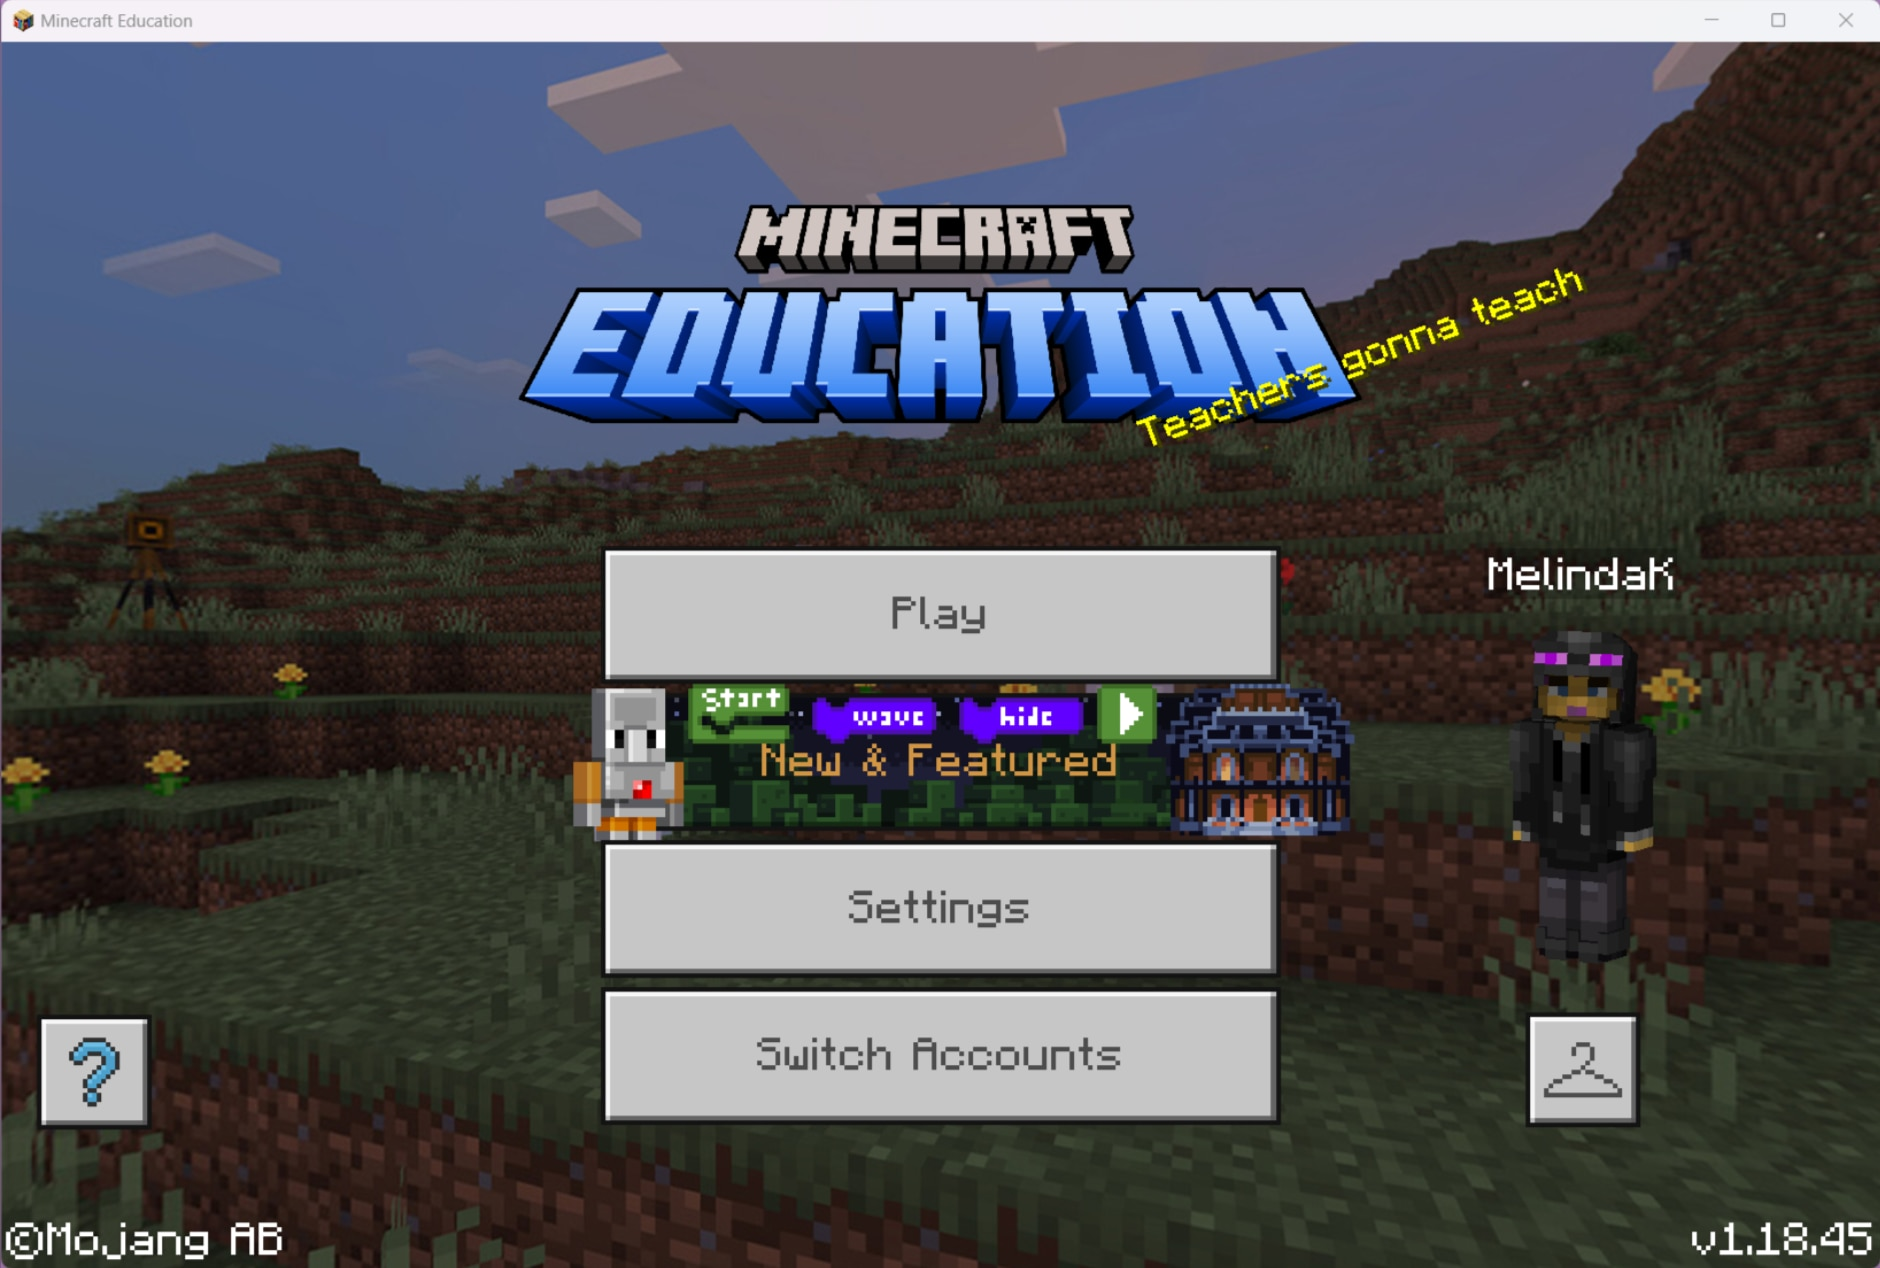 Minecraft Education
MINECRAFT
EDUCATION
Teachers gonna teach
Play
MelindaK
Start
wave
hide
New & Featured
Settings
Switch Accounts
?
©Mojang AB
v1.18.45